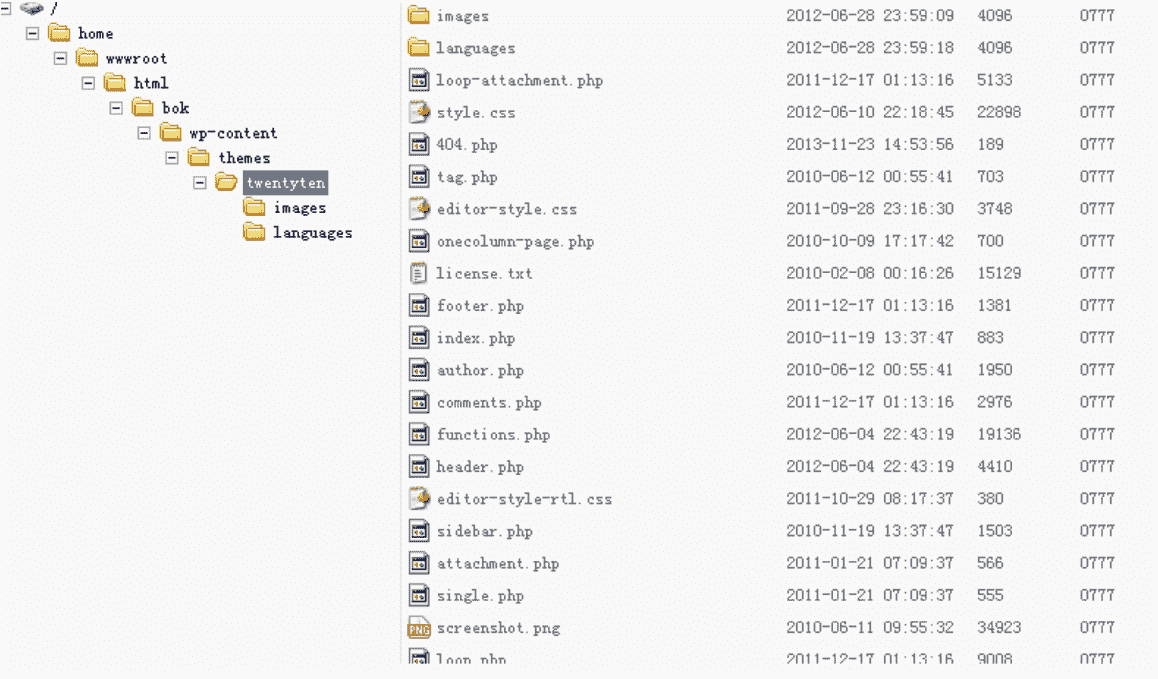 /
home
wwwroot
html
bok
wp-content
themes
twentyten
images
languages
images 2012-06-28 23:59:09 4096 0777
languages 2012-06-28 23:59:18 4096 0777
loop-attachment.php 2011-12-17 01:13:16 5133 0777
style.css 2012-06-10 22:18:45 22898 0777
404.php 2013-11-23 14:53:56 189 0777
tag.php 2010-06-12 00:55:41 703 0777
editor-style.css 2011-09-28 23:16:30 3748 0777
onecolumn-page.php 2010-10-09 17:17:42 700 0777
license.txt 2010-02-08 00:16:26 15129 0777
footer.php 2011-12-17 01:13:16 1381 0777
index.php 2010-11-19 13:37:47 883 0777
author.php 2010-06-12 00:55:41 1950 0777
comments.php 2011-12-17 01:13:16 2976 0777
functions.php 2012-06-04 22:43:19 19136 0777
header.php 2012-06-04 22:43:19 4410 0777
editor-style-rtl.css 2011-10-29 08:17:37 380 0777
sidebar.php 2010-11-19 13:37:47 1503 0777
attachment.php 2011-01-21 07:09:37 566 0777
single.php 2011-01-21 07:09:37 555 0777
PNG screenshot.png 2010-06-11 09:55:32 34923 0777
loop.php 2011-12-17 01:13:16 9008 0777